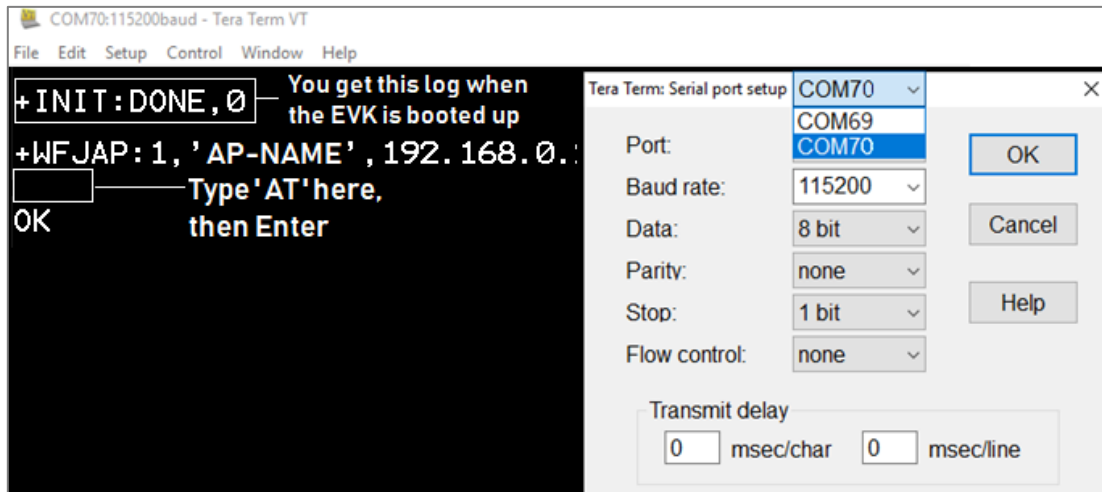 COM70:115200baud - Tera Term VT
File Edit Setup Control Window Help
+INIT:DONE,0
You get this log when
the EVK is booted up
+WFJAP:1,'AP-NAME',192.168.0.
Type'AT'here,
then Enter
OK
Tera Term: Serial port setup
COM70
COM69
COM70
×
Port:
OK
Baud rate:
115200
Data:
8 bit
Cancel
Parity:
none
Stop:
1 bit
Help
Flow control:
none
Transmit delay
0 msec/char 0 msec/line